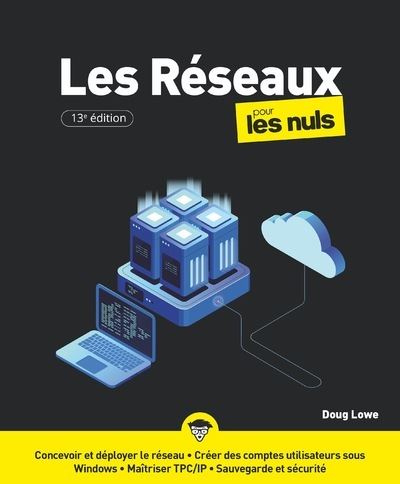 Les Réseaux
13e édition
pour
les nuls
Doug Lowe
Concevoir et déployer le réseau • Créer des comptes utilisateurs sous
Windows • Maîtriser TPC/IP • Sauvegarde et sécurité